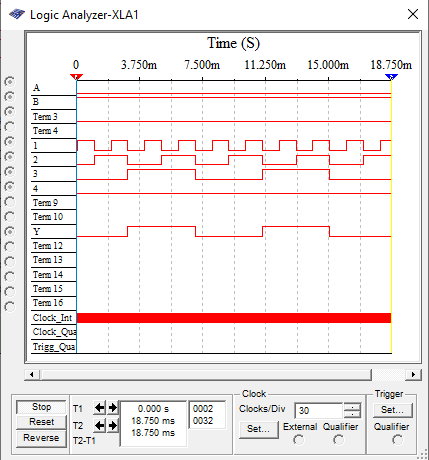 Logic Analyzer-XLA1
Time (S)
0 3.750m 7.500m 11.250m 15.000m 18.750m
A
B
Term 3
Term 4
1
2
3
4
Term 9
Term 10
Y
Term 12
Term 13
Term 14
Term 15
Term 16
Clock_Int
Clock_Qua
Trigg_Qua
Stop
Reset
Reverse
T1
T2
T2-T1
0.000 s
18.750 ms
18.750 ms
0002
0032
Clock
Clocks/Div 30
Set... External Qualifier
Trigger
Set...
Qualifier